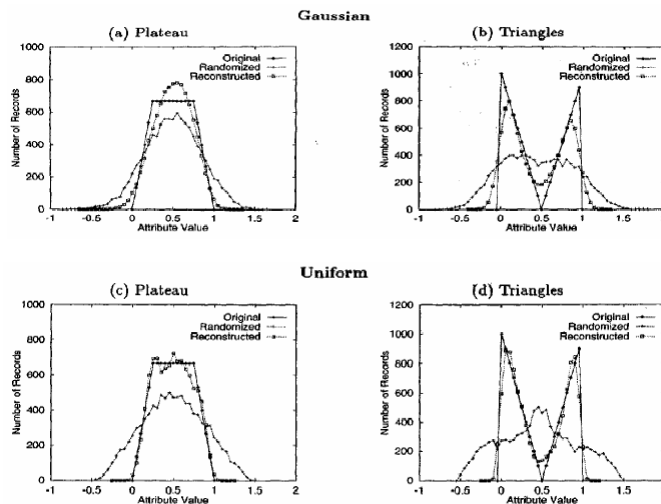 Gaussian
(a) Plateau
1000
800
600
400
200
0
-1 -0.5 0 0.5 1 1.5 2
Number of Records
Attribute Value
Original
Randomized
Reconstructed
(b) Triangles
1200
1000
800
600
400
200
0
-1 -0.5 0 0.5 1 1.5 2
Number of Records
Attribute Value
Original
Randomized
Reconstructed
Uniform
(c) Plateau
1000
800
600
400
200
0
-1 -0.5 0 0.5 1 1.5 2
Number of Records
Attribute Value
Original
Randomized
Reconstructed
(d) Triangles
1200
1000
800
600
400
200
0
-1 -0.5 0 0.5 1 1.5 2
Number of Records
Attribute Value
Original
Randomized
Reconstructed